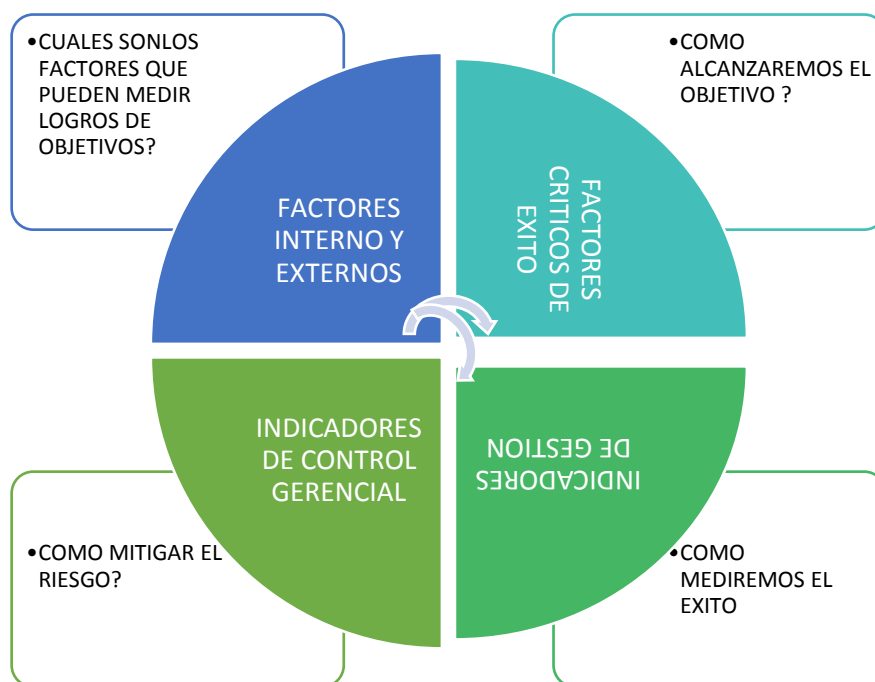 •CUALES SONLOS
FACTORES QUE
PUEDEN MEDIR
LOGROS DE
OBJETIVOS?
•COMO
ALCANZAREMOS EL
OBJETIVO ?
FACTORES
INTERNO Y
EXTERNOS
FACTORES
CRITICOS DE
EXITO
INDICADORES
DE CONTROL
GERENCIAL
INDICADORES
DE GESTION
•COMO MITIGAR EL
RIESGO?
•COMO
MEDIREMOS EL
EXITO